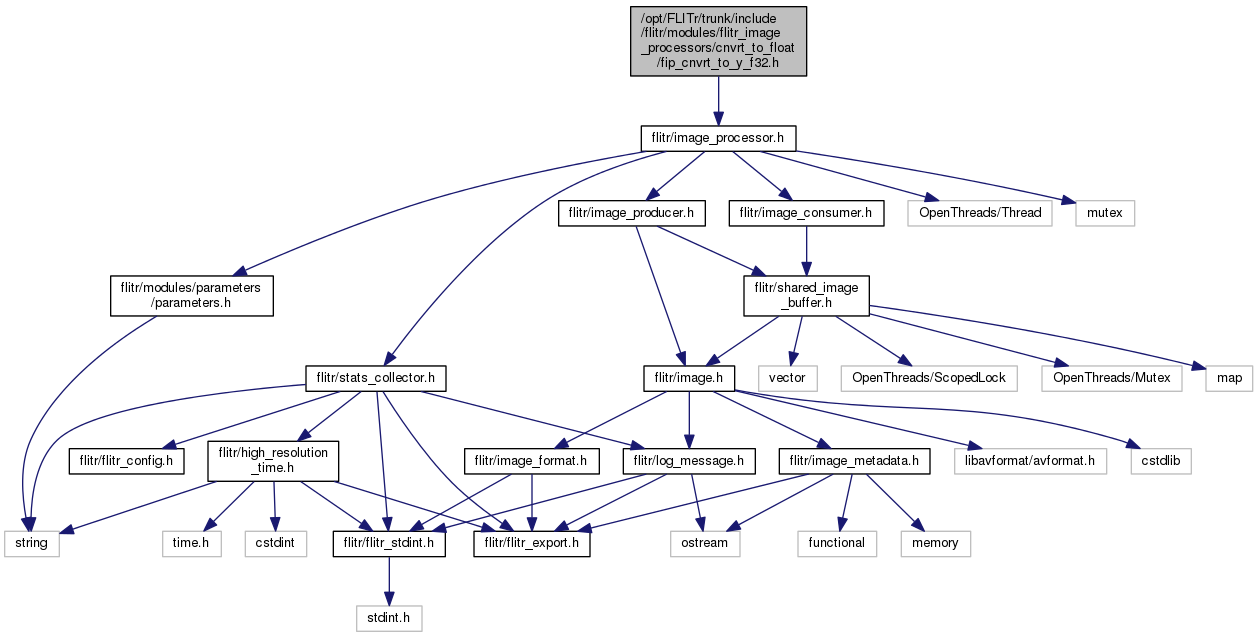 /opt/FLITr/trunk/include
/flitr/modules/flitr_image
_processors/cnvrt_to_float
/fip_cnvrt_to_y_f32.h
flitr/image_processor.h
flitr/image_producer.h
flitr/image_consumer.h
OpenThreads/Thread
mutex
flitr/modules/parameters
/parameters.h
flitr/shared_image
_buffer.h
flitr/stats_collector.h
flitr/image.h
vector
OpenThreads/ScopedLock
OpenThreads/Mutex
map
flitr/flitr_config.h
flitr/high_resolution
_time.h
flitr/image_format.h
flitr/log_message.h
flitr/image_metadata.h
libavformat/avformat.h
cstdlib
string
time.h
cstdint
flitr/flitr_stdint.h
flitr/flitr_export.h
ostream
functional
memory
stdint.h